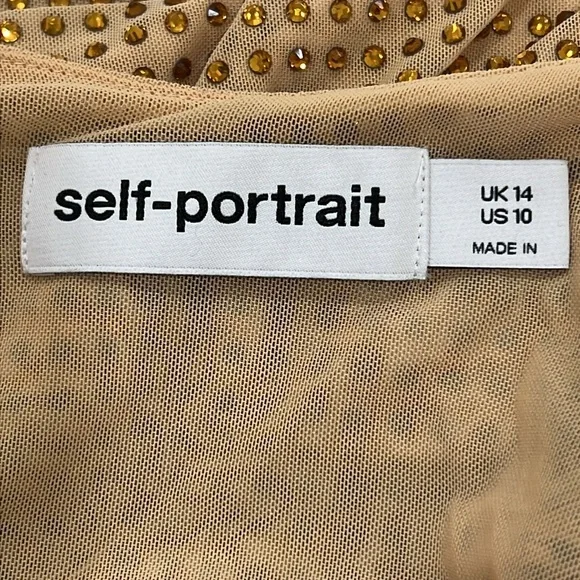 self-portrait
UK 14
US 10
MADE IN